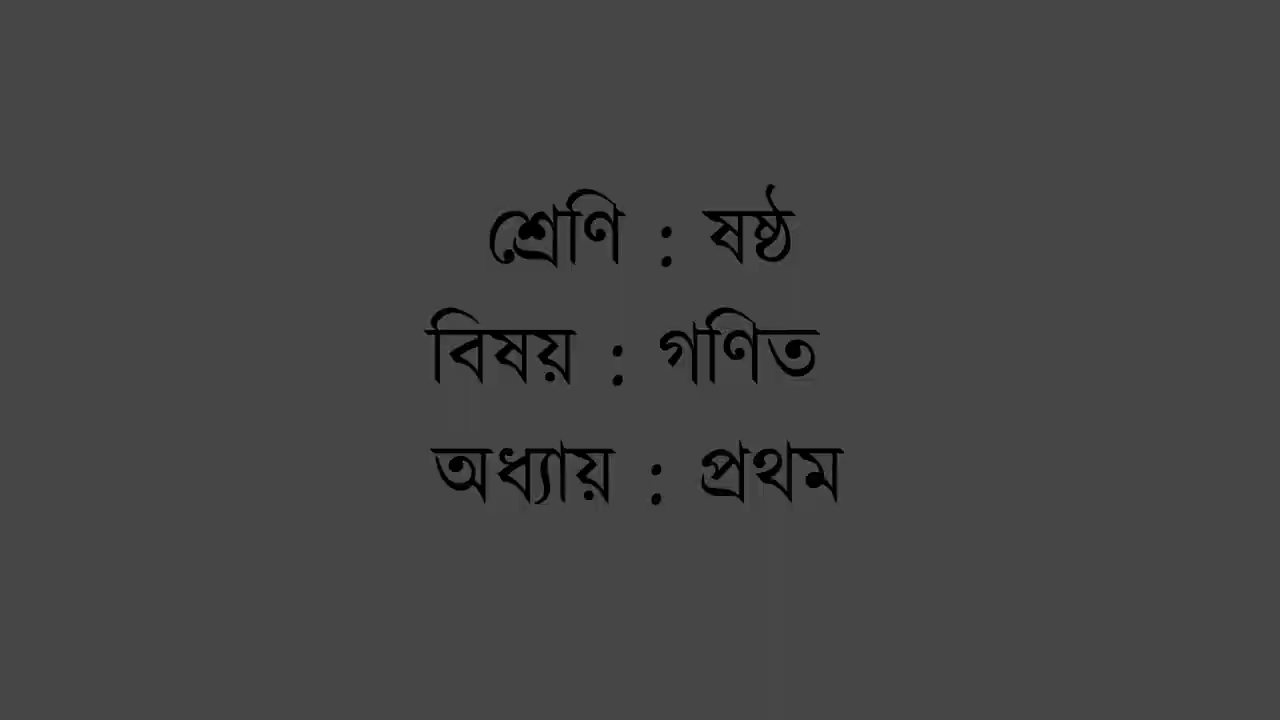 শ্রেণি : ষষ্ঠ
বিষয় : গণিত
অধ্যায় : প্রথম